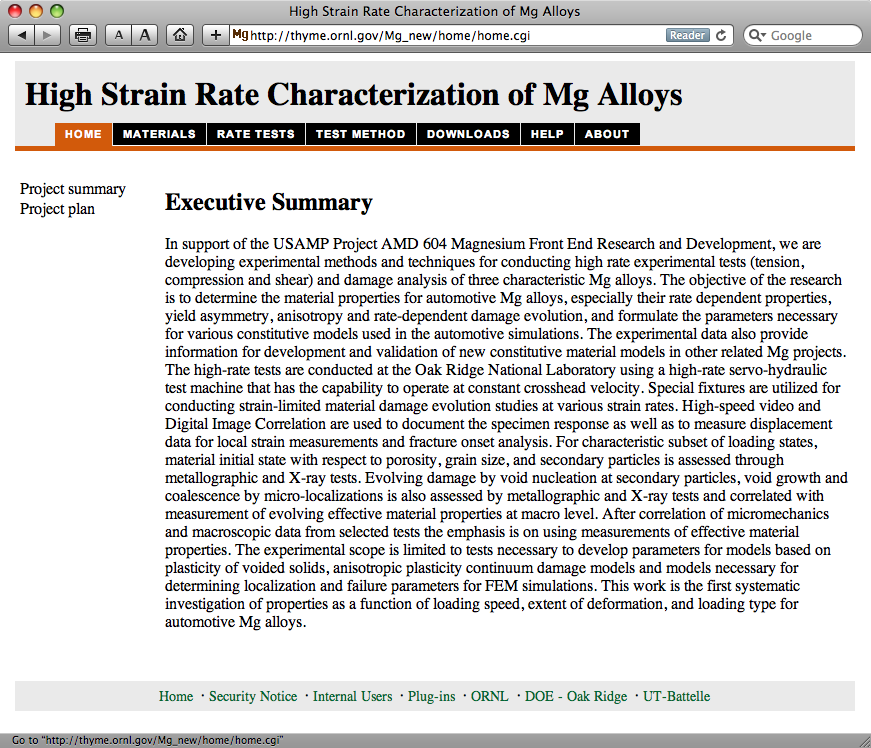 High Strain Rate Characterization of Mg Alloys
A A + Mg http://thyme.ornl.gov/Mg_new/home/home.cgi Reader Google
High Strain Rate Characterization of Mg Alloys
HOME MATERIALS RATE TESTS TEST METHOD DOWNLOADS HELP ABOUT
Project summary
Project plan
Executive Summary
In support of the USAMP Project AMD 604 Magnesium Front End Research and Development, we are
developing experimental methods and techniques for conducting high rate experimental tests (tension,
compression and shear) and damage analysis of three characteristic Mg alloys. The objective of the research
is to determine the material properties for automotive Mg alloys, especially their rate dependent properties,
yield asymmetry, anisotropy and rate-dependent damage evolution, and formulate the parameters necessary
for various constitutive models used in the automotive simulations. The experimental data also provide
information for development and validation of new constitutive material models in other related Mg projects.
The high-rate tests are conducted at the Oak Ridge National Laboratory using a high-rate servo-hydraulic
test machine that has the capability to operate at constant crosshead velocity. Special fixtures are utilized for
conducting strain-limited material damage evolution studies at various strain rates. High-speed video and
Digital Image Correlation are used to document the specimen response as well as to measure displacement
data for local strain measurements and fracture onset analysis. For characteristic subset of loading states,
material initial state with respect to porosity, grain size, and secondary particles is assessed through
metallographic and X-ray tests. Evolving damage by void nucleation at secondary particles, void growth and
coalescence by micro-localizations is also assessed by metallographic and X-ray tests and correlated with
measurement of evolving effective material properties at macro level. After correlation of micromechanics
and macroscopic data from selected tests the emphasis is on using measurements of effective material
properties. The experimental scope is limited to tests necessary to develop parameters for models based on
plasticity of voided solids, anisotropic plasticity continuum damage models and models necessary for
determining localization and failure parameters for FEM simulations. This work is the first systematic
investigation of properties as a function of loading speed, extent of deformation, and loading type for
automotive Mg alloys.
Home · Security Notice · Internal Users · Plug-ins · ORNL · DOE - Oak Ridge · UT-Battelle
Go to "http://thyme.ornl.gov/Mg_new/home/home.cgi"